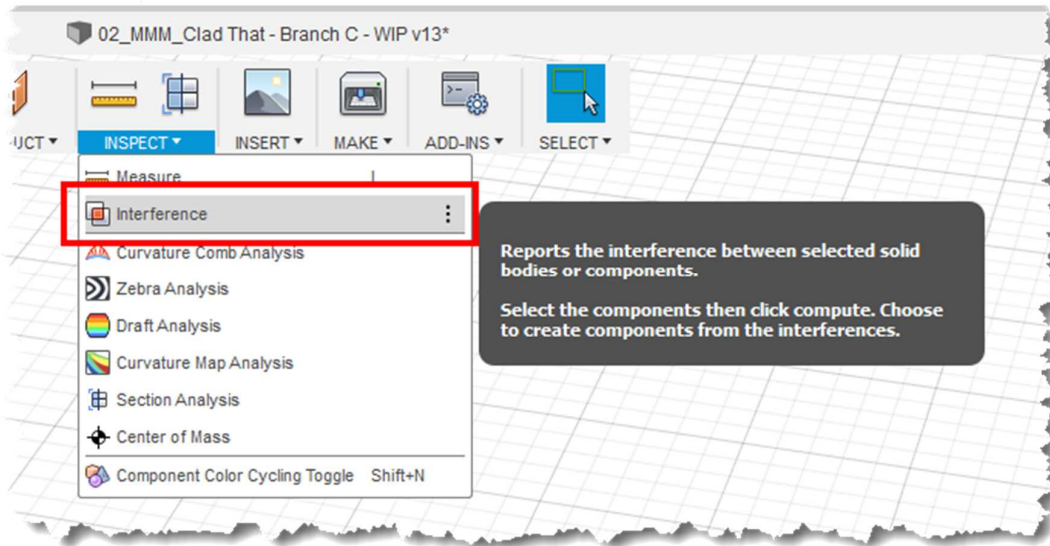 02_MMM_Clad That - Branch C - WIP v13*
UCT INSPECT INSERT MAKE ADD-INS SELECT
Measure I
Interference
Curvature Comb Analysis
Zebra Analysis
Draft Analysis
Curvature Map Analysis
Section Analysis
Center of Mass
Component Color Cycling Toggle Shift+N
Reports the interference between selected solid
bodies or components.
Select the components then click compute. Choose
to create components from the interferences.